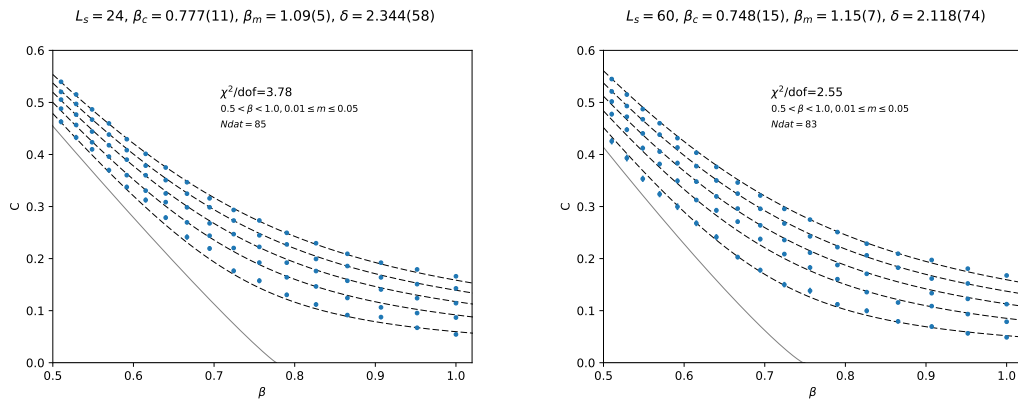 L_s = 24, β_c = 0.777(11), β_m = 1.09(5), δ = 2.344(58)
0.6
0.5
0.4
0.3
0.2
0.1
0.0
C
χ²/dof=3.78
0.5 < β < 1.0, 0.01 ≤ m ≤ 0.05
Ndat = 85
0.5
0.6
0.7
0.8
0.9
1.0
β
L_s = 60, β_c = 0.748(15), β_m = 1.15(7), δ = 2.118(74)
0.6
0.5
0.4
0.3
0.2
0.1
0.0
C
χ²/dof=2.55
0.5 < β < 1.0, 0.01 ≤ m ≤ 0.05
Ndat = 83
0.5
0.6
0.7
0.8
0.9
1.0
β